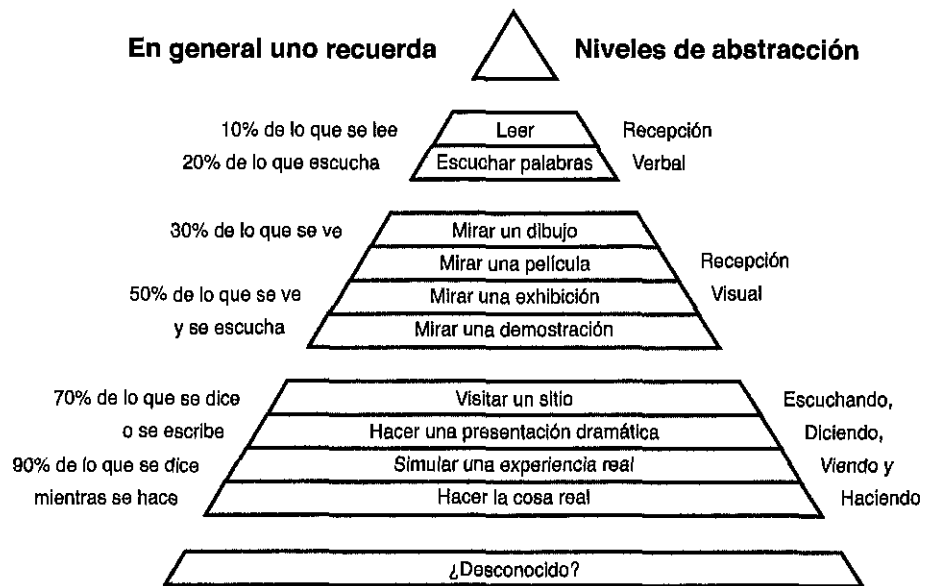 En general uno recuerda
Niveles de abstracción
10% de lo que se lee
Leer
Recepción
20% de lo que escucha
Escuchar palabras
Verbal
30% de lo que se ve
Mirar un dibujo
Mirar una película
Recepción
50% de lo que se ve
Mirar una exhibición
Visual
y se escucha
Mirar una demostración
70% de lo que se dice
Visitar un sitio
Escuchando,
o se escribe
Hacer una presentación dramática
Diciendo,
90% de lo que se dice
Simular una experiencia real
Viendo y
mientras se hace
Hacer la cosa real
Haciendo
¿Desconocido?